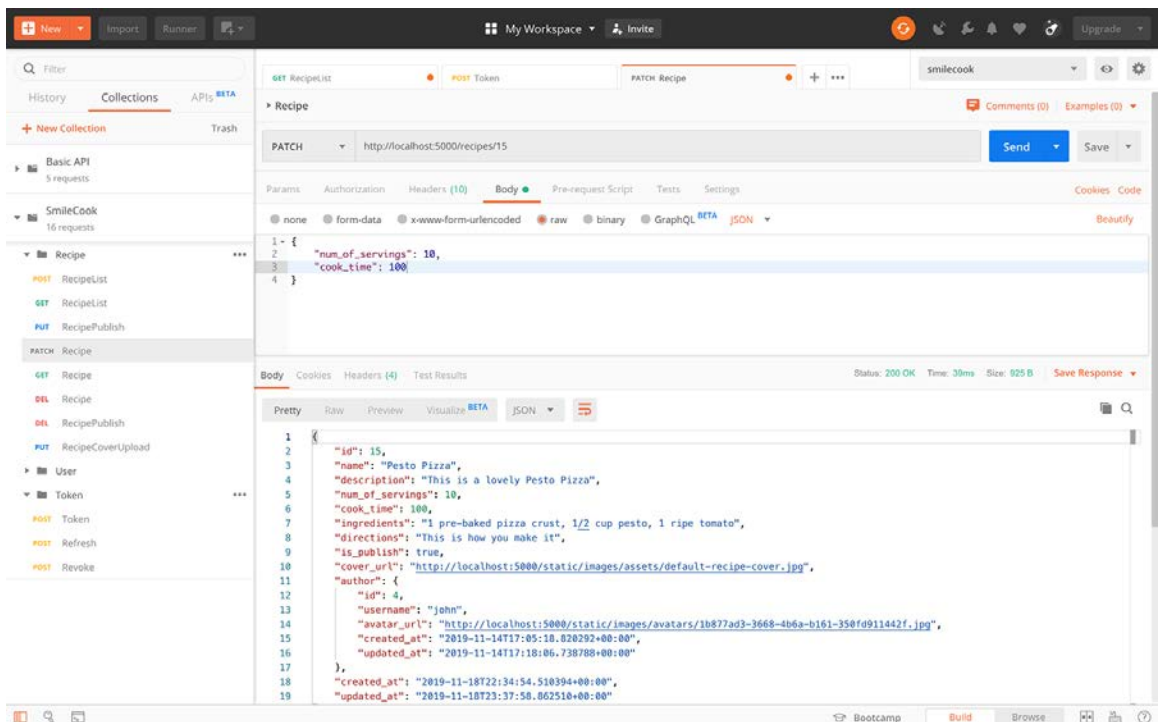 New Import Runner My Workspace Invite Upgrade
Filter
History Collections APIs BETA
+ New Collection Trash
Basic API
5 requests
SmileCook
16 requests
Recipe
POST RecipeList
GET RecipeList
PUT RecipePublish
PATCH Recipe
GET Recipe
DEL Recipe
DEL RecipePublish
PUT RecipeCoverUpload
User
Token
POST Token
POST Refresh
POST Revoke
GET RecipeList POST Token PATCH Recipe + ••• smilecook
Recipe Comments (0) Examples (0)
PATCH http://localhost:5000/recipes/15 Send Save
Params Authorization Headers (10) Body Pre-request Script Tests Settings Cookies Code
none form-data x-www-form-urlencoded raw binary GraphQL BETA JSON Beautify
1 {
2 "num_of_servings": 10,
3 "cook_time": 100
4 }
Body Cookies Headers (4) Test Results Status: 200 OK Time: 39ms Size: 925 B Save Response
Pretty Raw Preview Visualize BETA JSON
1 {
2 "id": 15,
3 "name": "Pesto Pizza",
4 "description": "This is a lovely Pesto Pizza",
5 "num_of_servings": 10,
6 "cook_time": 100,
7 "ingredients": "1 pre-baked pizza crust, 1/2 cup pesto, 1 ripe tomato",
8 "directions": "This is how you make it",
9 "is_publish": true,
10 "cover_url": "http://localhost:5000/static/images/assets/default-recipe-cover.jpg",
11 "author": {
12 "id": 4,
13 "username": "john",
14 "avatar_url": "http://localhost:5000/static/images/avatars/1b877ad3-3668-4b6a-b161-350fd911442f.jpg",
15 "created_at": "2019-11-14T17:05:18.820292+00:00",
16 "updated_at": "2019-11-14T17:18:06.738788+00:00"
17 },
18 "created_at": "2019-11-18T22:34:54.510394+00:00",
19 "updated_at": "2019-11-18T23:37:58.862510+00:00"
Bootcamp Build Browse